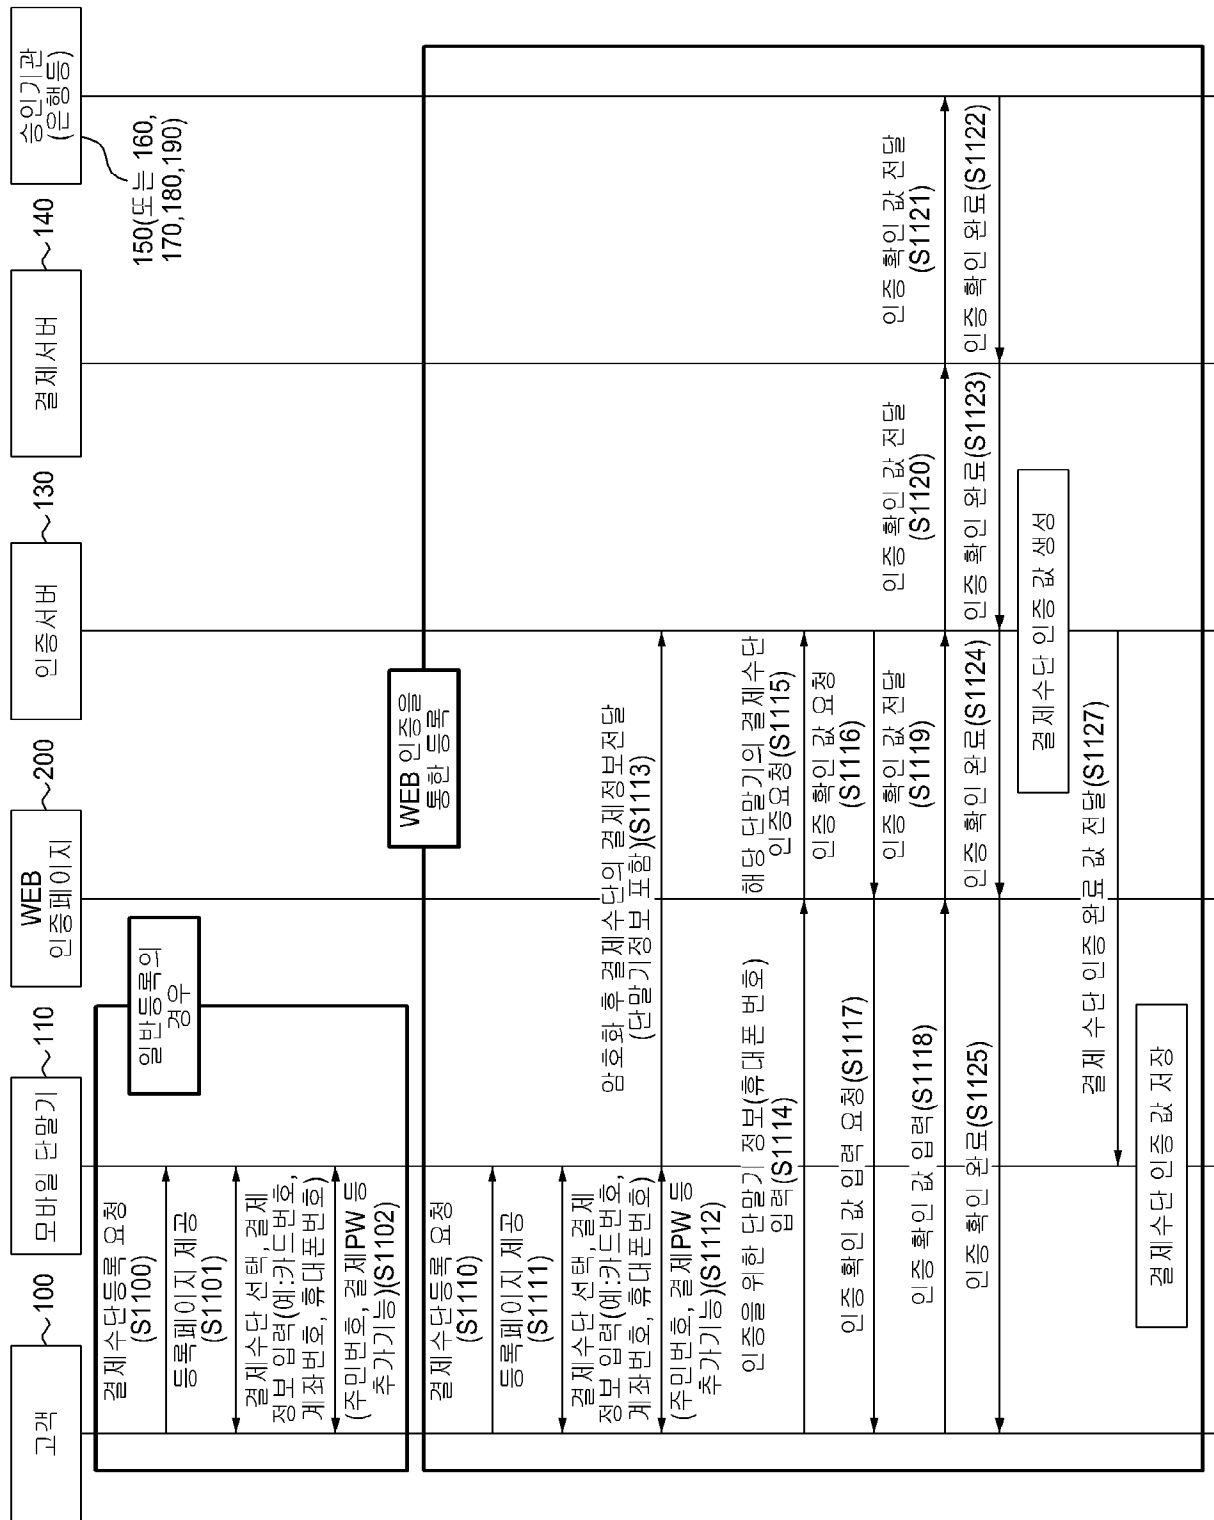 고객
~100
모바일 단말기
~110
WEB
인증페이지
~200
인증서버
~130
결제서버
~140
승인기관
(은행등)
150(또는 160,
170,180,190)
일반등록의
경우
결제수단등록 요청
(S1100)
등록페이지 제공
(S1101)
결제수단 선택,결제
정보 입력(예:카드번호,
계좌번호, 휴대폰번호)
(주민번호, 결제PW 등
추가기능)(S1102)
WEB 인증을
통한 등록
결제수단등록 요청
(S1110)
등록페이지 제공
(S1111)
결제수단 선택,결제
정보 입력(예:카드번호,
계좌번호, 휴대폰번호)
(주민번호, 결제PW 등
추가기능)(S1112)
암호화 후 결제수단의 결제정보전달
(단말기정보 포함)(S1113)
인증을 위한 단말기 정보(휴대폰 번호)
입력(S1114)
해당 단말기의 결제수단
인증요청(S1115)
인증 확인 값 요청
(S1116)
인증 확인 값 입력 요청(S1117)
인증 확인 값 입력(S1118)
인증 확인 값 전달
(S1119)
인증 확인 값 전달
(S1120)
인증 확인 값 전달
(S1121)
인증 확인 완료(S1122)
인증 확인 완료(S1123)
인증 확인 완료(S1124)
인증 확인 완료(S1125)
결제수단 인증 값 생성
결제 수단 인증 완료 값 전달(S1127)
결제수단 인증 값 저장